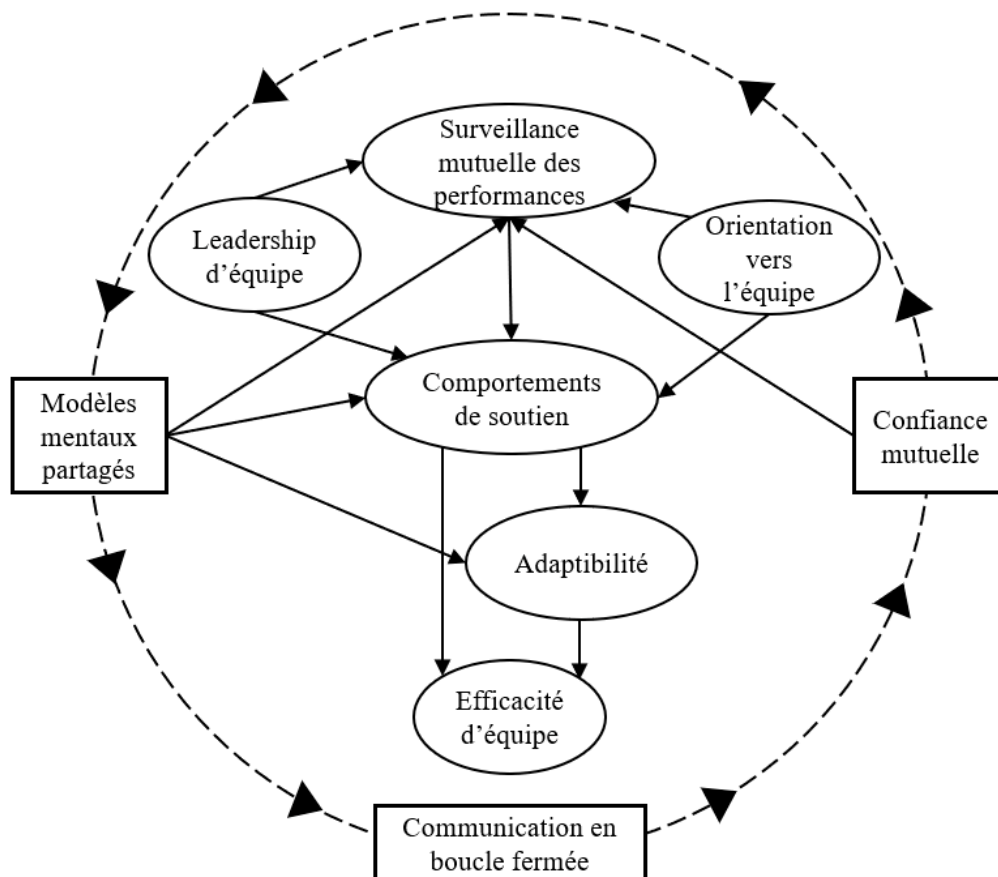 Surveillance
mutuelle des
performances
Leadership
d’équipe
Orientation
vers
l’équipe
Modèles
mentaux
partagés
Comportements
de soutien
Confiance
mutuelle
Adaptibilité
Efficacité
d’équipe
Communication en
boucle fermée